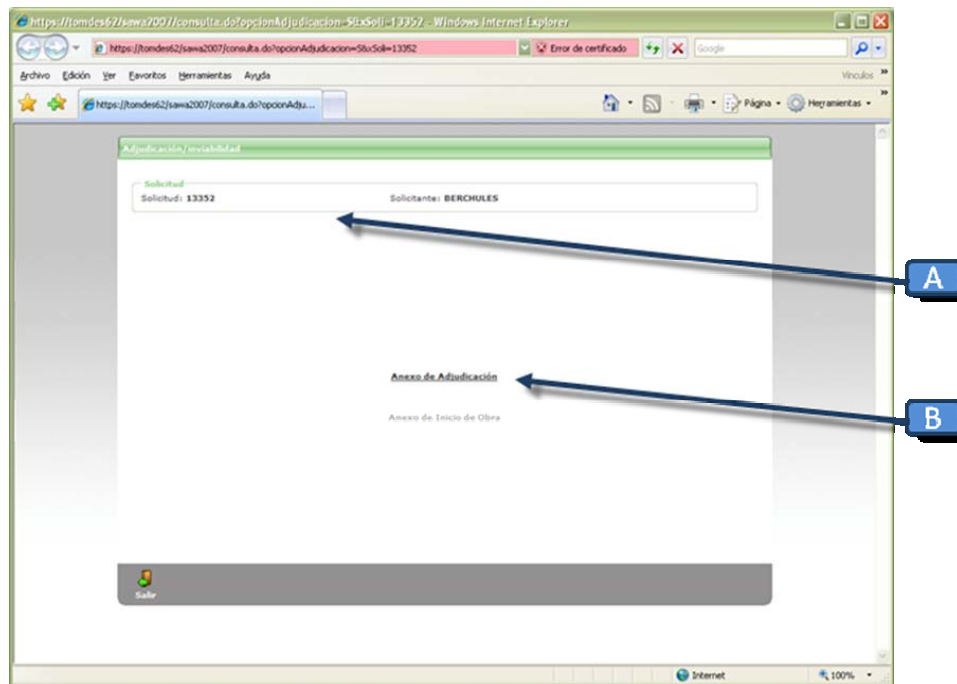 https://tomdes62/sawa2007/consulta.do?opcionAdjudicacion=S&xSoli=13352 - Windows Internet Explorer
https://tomdes62/sawa2007/consulta.do?opcionAdjudicacion=S&xSoli=13352 Error de certificado Google
Archivo Edición Ver Favoritos Herramientas Ayuda Vínculos »
https://tomdes62/sawa2007/consulta.do?opcionAdju... Página Herramientas »
Adjudicación/inviabilidad
Solicitud
Solicitud: 13352 Solicitante: BERCHULES
A
Anexo de Adjudicación
B
Anexo de Inicio de Obra
Salir
Internet 100%